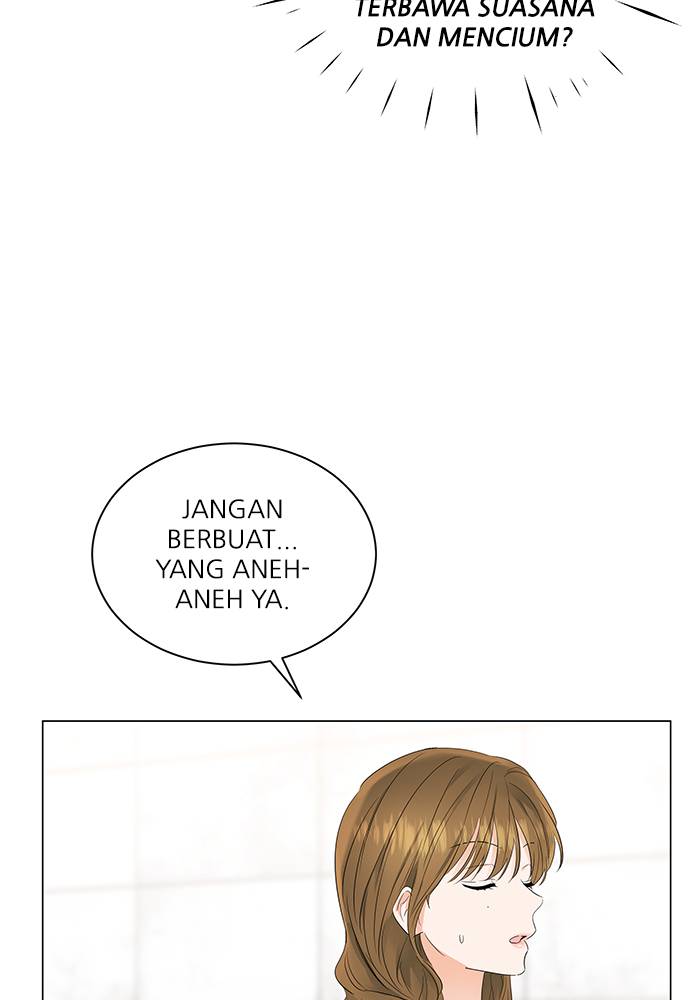 TERBAWA SUASANA
DAN MENCIUM?
JANGAN
BERBUAT...
YANG ANEH-
ANEH YA.